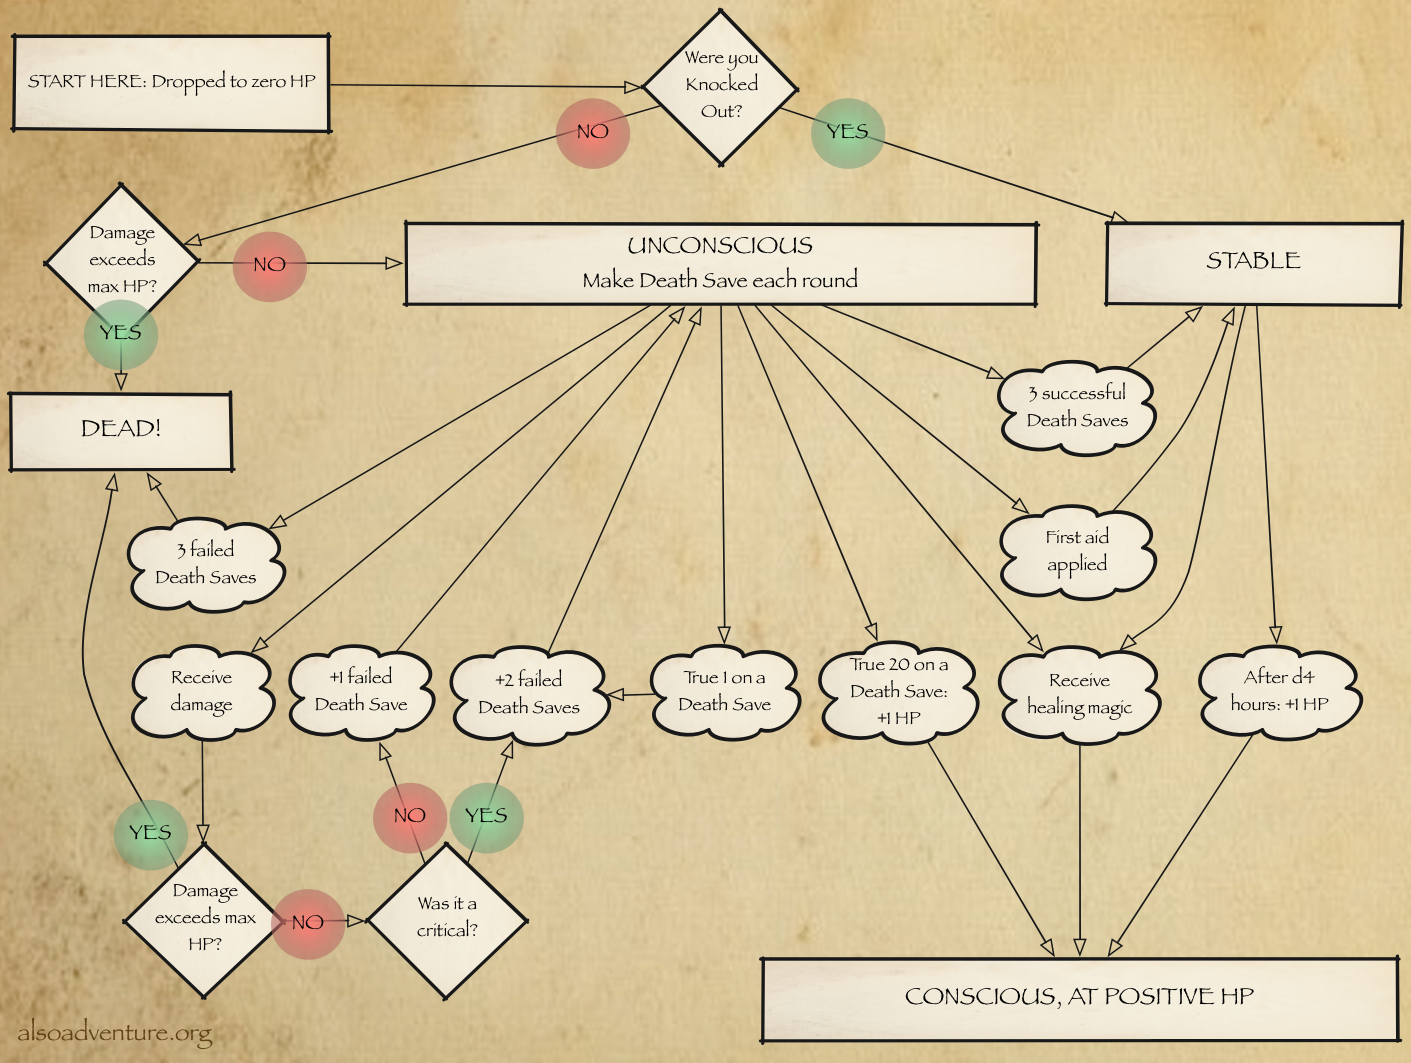 START HERE: Dropped to zero HP
Were you
Knocked
Out?
NO
YES
Damage
exceeds
max HP?
NO
YES
UNCONSCIOUS
Make Death Save each round
STABLE
DEAD!
3 successful
Death Saves
3 failed
Death Saves
First aid
applied
Receive
damage
+1 failed
Death Save
+2 failed
Death Saves
True 1 on a
Death Save
True 20 on a
Death Save:
+1 HP
Receive
healing magic
After d4
hours: +1 HP
YES
NO
YES
Damage
exceeds max
HP?
NO
Was it a
critical?
CONSCIOUS, AT POSITIVE HP
alsoadventure.org